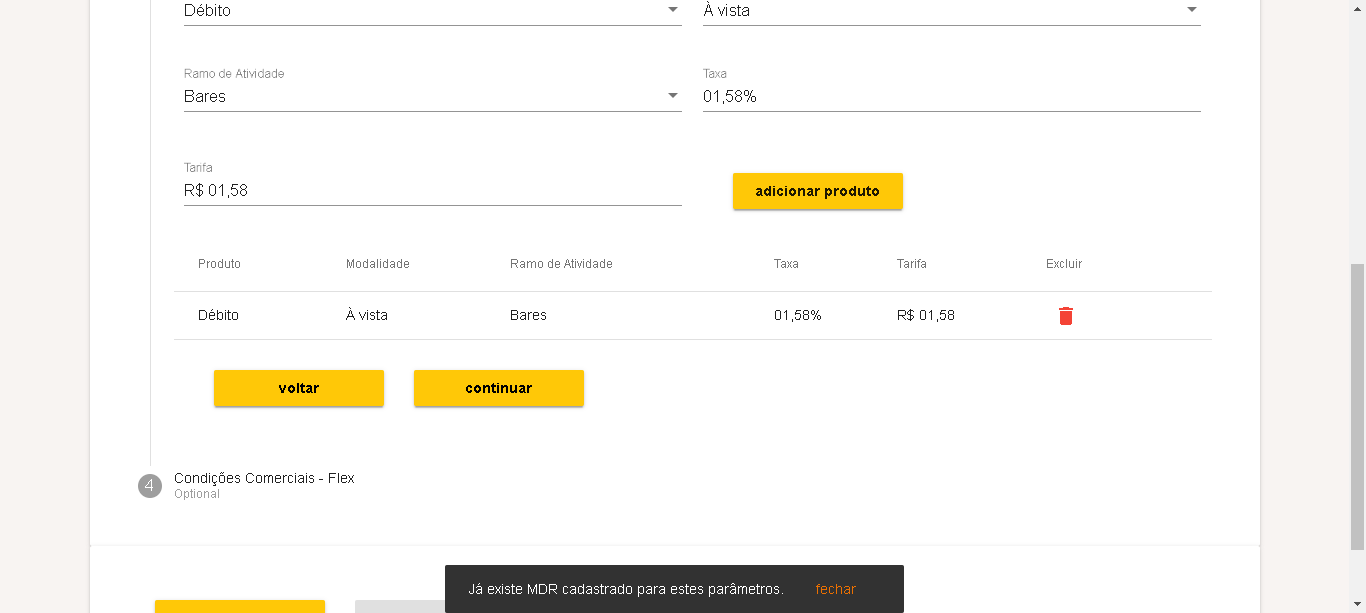 Débito À vista
Ramo de Atividade Taxa
Bares 01,58%
Tarifa
R$ 01,58
adicionar produto
Produto Modalidade Ramo de Atividade Taxa Tarifa Excluir
Débito À vista Bares 01,58% R$ 01,58
voltar continuar
4 Condições Comerciais - Flex
Optional
Já existe MDR cadastrado para estes parâmetros. fechar